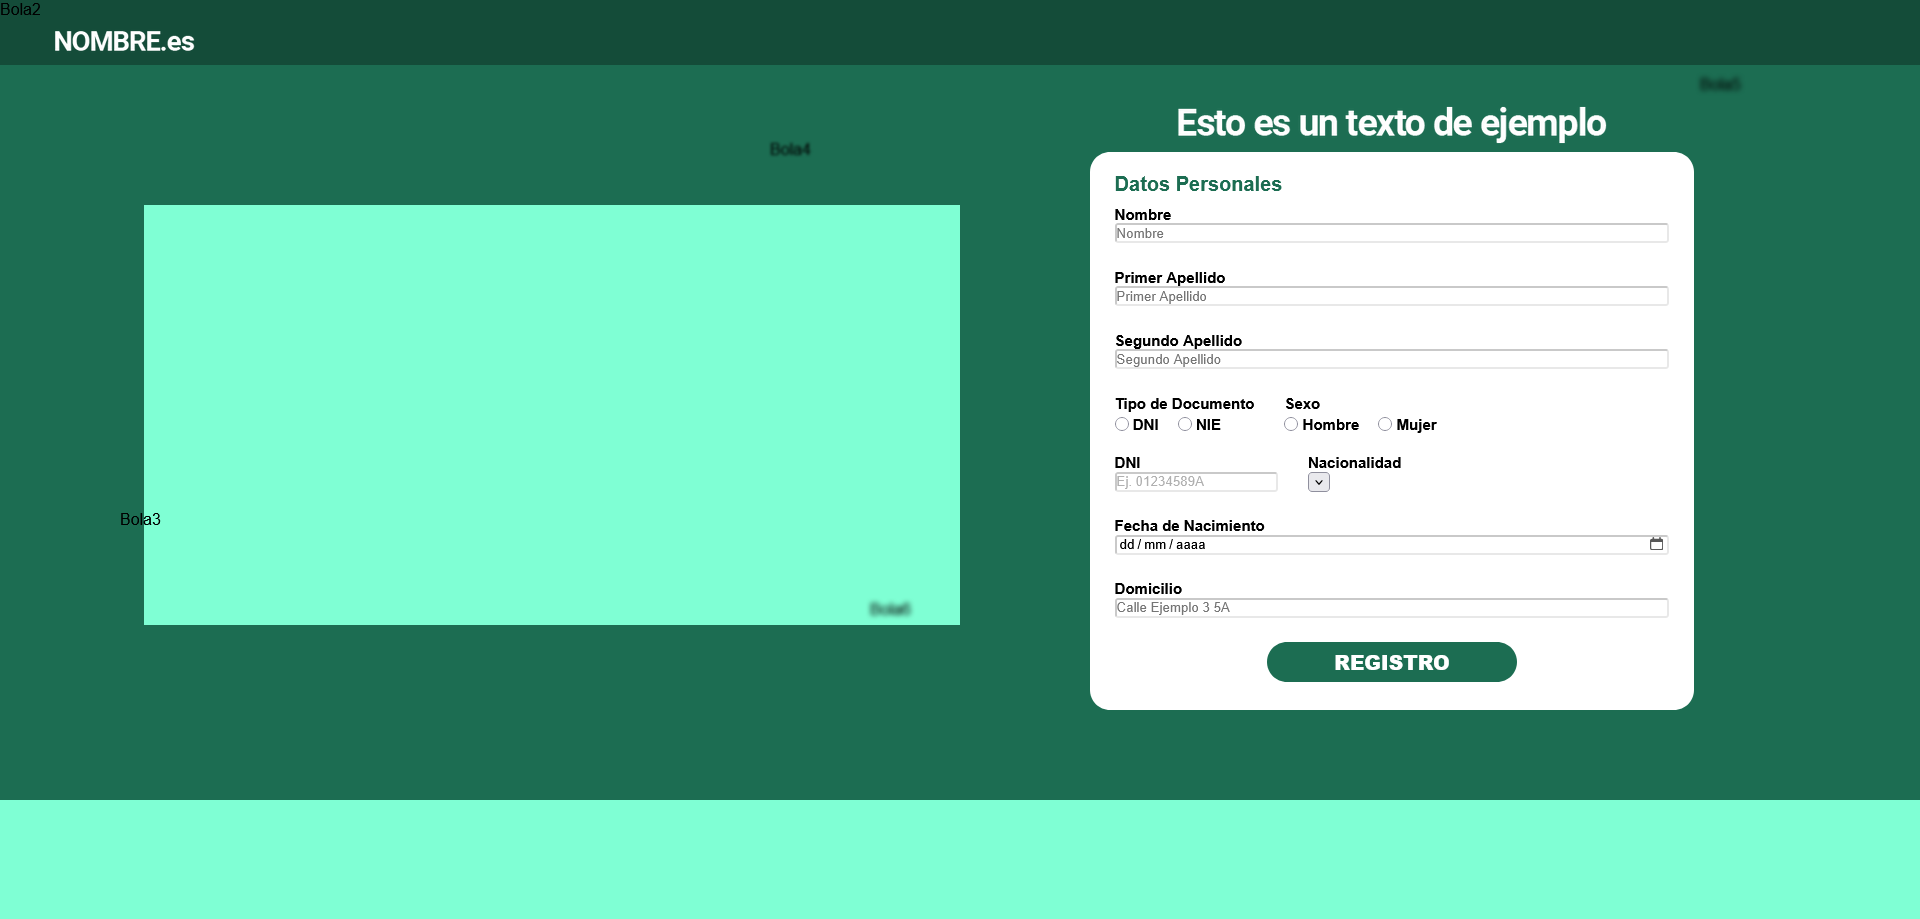 Bola2
NOMBRE.es
Bola5
Esto es un texto de ejemplo
Bola4
Datos Personales
Nombre
Nombre
Primer Apellido
Primer Apellido
Segundo Apellido
Segundo Apellido
Tipo de Documento Sexo
DNI NIE Hombre Mujer
DNI Nacionalidad
Ej. 01234589A
Bola3
Fecha de Nacimiento
dd / mm / aaaa
Domicilio
Calle Ejemplo 3 5A
Bola6
REGISTRO